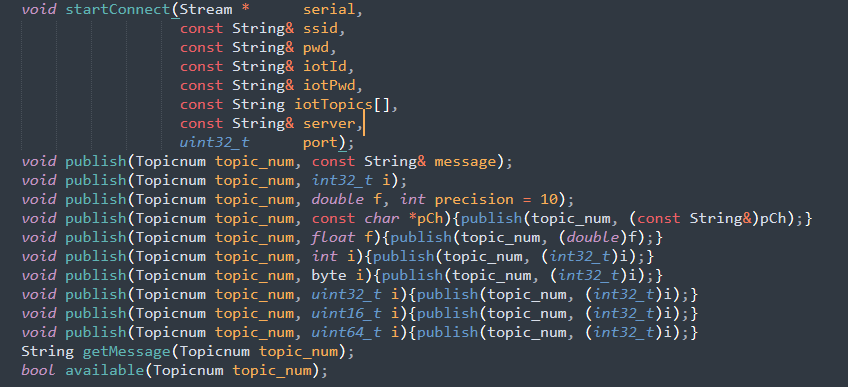 void startConnect(Stream *      serial,
                  const String& ssid,
                  const String& pwd,
                  const String& iotId,
                  const String& iotPwd,
                  const String iotTopics[],
                  const String& server,
                  uint32_t      port);
void publish(Topicnum topic_num, const String& message);
void publish(Topicnum topic_num, int32_t i);
void publish(Topicnum topic_num, double f, int precision = 10);
void publish(Topicnum topic_num, const char *pCh){publish(topic_num, (const String&)pCh);}
void publish(Topicnum topic_num, float f){publish(topic_num, (double)f);}
void publish(Topicnum topic_num, int i){publish(topic_num, (int32_t)i);}
void publish(Topicnum topic_num, byte i){publish(topic_num, (int32_t)i);}
void publish(Topicnum topic_num, uint32_t i){publish(topic_num, (int32_t)i);}
void publish(Topicnum topic_num, uint16_t i){publish(topic_num, (int32_t)i);}
void publish(Topicnum topic_num, uint64_t i){publish(topic_num, (int32_t)i);}
String getMessage(Topicnum topic_num);
bool available(Topicnum topic_num);